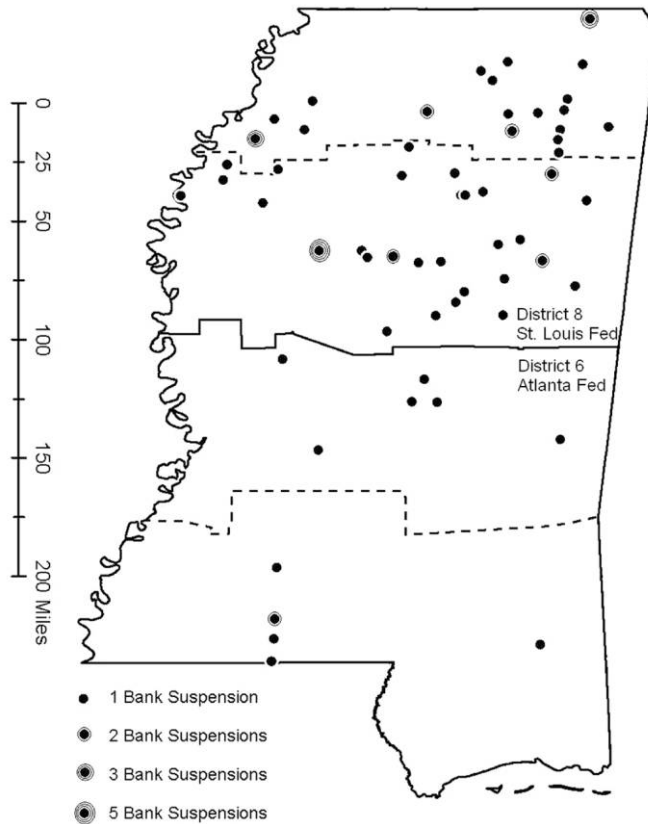 0
25
50
100
150
200 Miles
District 8
St. Louis Fed
District 6
Atlanta Fed
1 Bank Suspension
2 Bank Suspensions
3 Bank Suspensions
5 Bank Suspensions